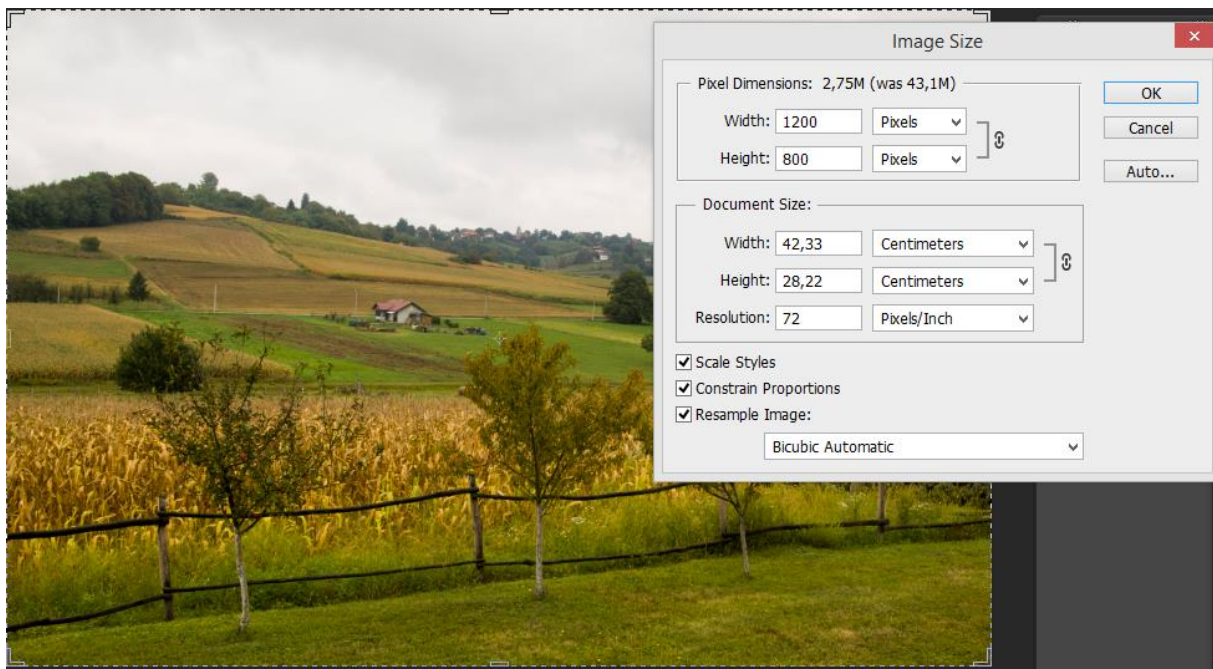 Image Size
Pixel Dimensions: 2,75M (was 43,1M)
Width: 1200 Pixels
Height: 800 Pixels
OK
Cancel
Auto...
Document Size:
Width: 42,33 Centimeters
Height: 28,22 Centimeters
Resolution: 72 Pixels/Inch
Scale Styles
Constrain Proportions
Resample Image:
Bicubic Automatic